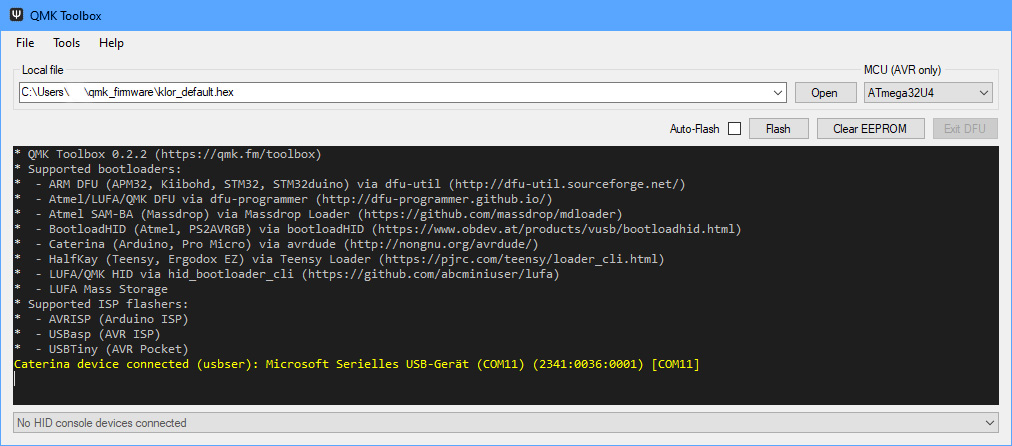 QMK Toolbox
File Tools Help
Local file MCU (AVR only)
C:\Users\ \qmk_firmware\klor_default.hex Open ATmega32U4
Auto-Flash Flash Clear EEPROM Exit DFU
* QMK Toolbox 0.2.2 (https://qmk.fm/toolbox)
* Supported bootloaders:
*  - ARM DFU (APM32, Kiibohd, STM32, STM32duino) via dfu-util (http://dfu-util.sourceforge.net/)
*  - Atmel/LUFA/QMK DFU via dfu-programmer (http://dfu-programmer.github.io/)
*  - Atmel SAM-BA (Massdrop) via Massdrop Loader (https://github.com/massdrop/mdloader)
*  - BootloadHID (Atmel, PS2AVRGB) via bootloadHID (https://www.obdev.at/products/vusb/bootloadhid.html)
*  - Caterina (Arduino, Pro Micro) via avrdude (http://nongnu.org/avrdude/)
*  - HalfKay (Teensy, Ergodox EZ) via Teensy Loader (https://pjrc.com/teensy/loader_cli.html)
*  - LUFA/QMK HID via hid_bootloader_cli (https://github.com/abcminiuser/lufa)
*  - LUFA Mass Storage
* Supported ISP flashers:
*  - AVRISP (Arduino ISP)
*  - USBasp (AVR ISP)
*  - USBTiny (AVR Pocket)
Caterina device connected (usbser): Microsoft Serielles USB-Gerät (COM11) (2341:0036:0001) [COM11]
No HID console devices connected